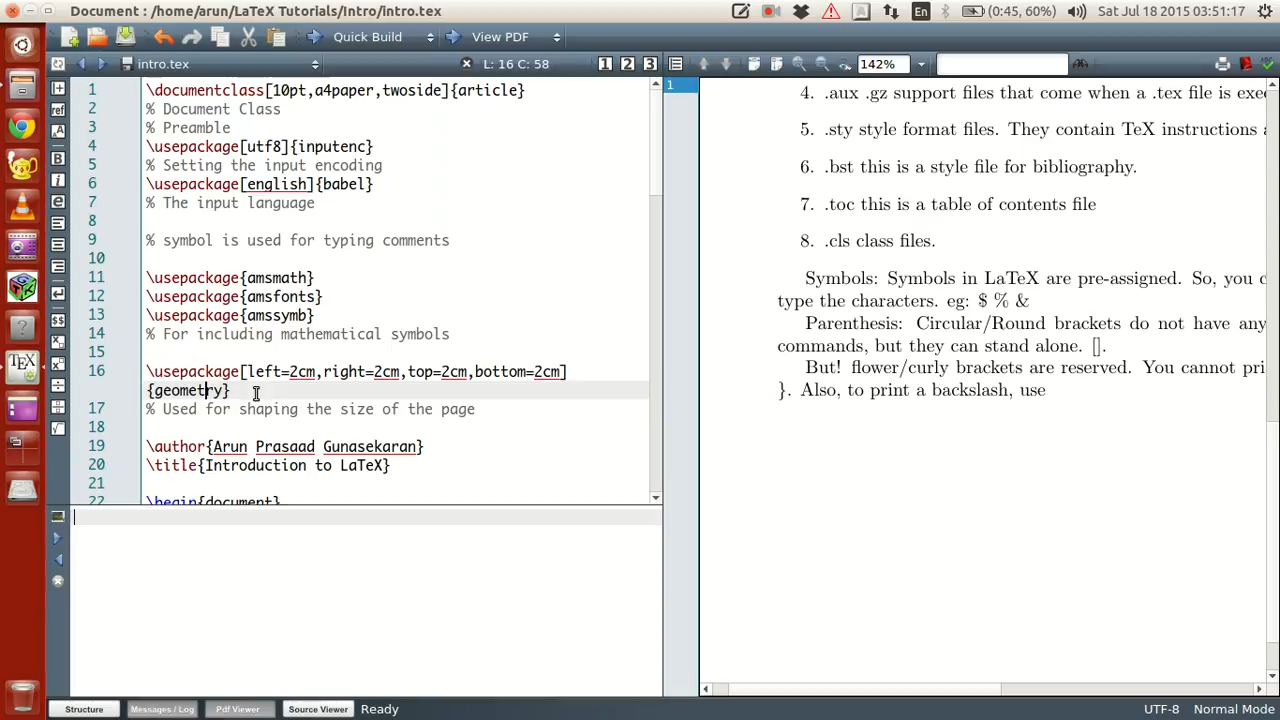 Document : /home/arun/LaTeX Tutorials/Intro/intro.tex
En
(0:45, 60%)
Sat Jul 18 2015 03:51:17
Quick Build
View PDF
intro.tex
L: 16 C: 58
1 2 3
142%
1 \documentclass[10pt,a4paper,twoside]{article}
2 % Document Class
3 % Preamble
4 \usepackage[utf8]{inputenc}
5 % Setting the input encoding
6 \usepackage[english]{babel}
7 % The input language
8
9 % symbol is used for typing comments
10
11 \usepackage{amsmath}
12 \usepackage{amsfonts}
13 \usepackage{amssymb}
14 % For including mathematical symbols
15
16 \usepackage[left=2cm,right=2cm,top=2cm,bottom=2cm]
{geometry}
17 % Used for shaping the size of the page
18
19 \author{Arun Prasaad Gunasekaran}
20 \title{Introduction to LaTeX}
21
22 \begin{document}
1
4. .aux .gz support files that come when a .tex file is exec
5. .sty style format files. They contain TeX instructions a
6. .bst this is a style file for bibliography.
7. .toc this is a table of contents file
8. .cls class files.
Symbols: Symbols in LaTeX are pre-assigned. So, you c
type the characters. eg: $ % &
Parenthesis: Circular/Round brackets do not have any
commands, but they can stand alone. [].
But! flower/curly brackets are reserved. You cannot pri
}. Also, to print a backslash, use
Structure
Messages / Log
Pdf Viewer
Source Viewer
Ready
UTF-8
Normal Mode